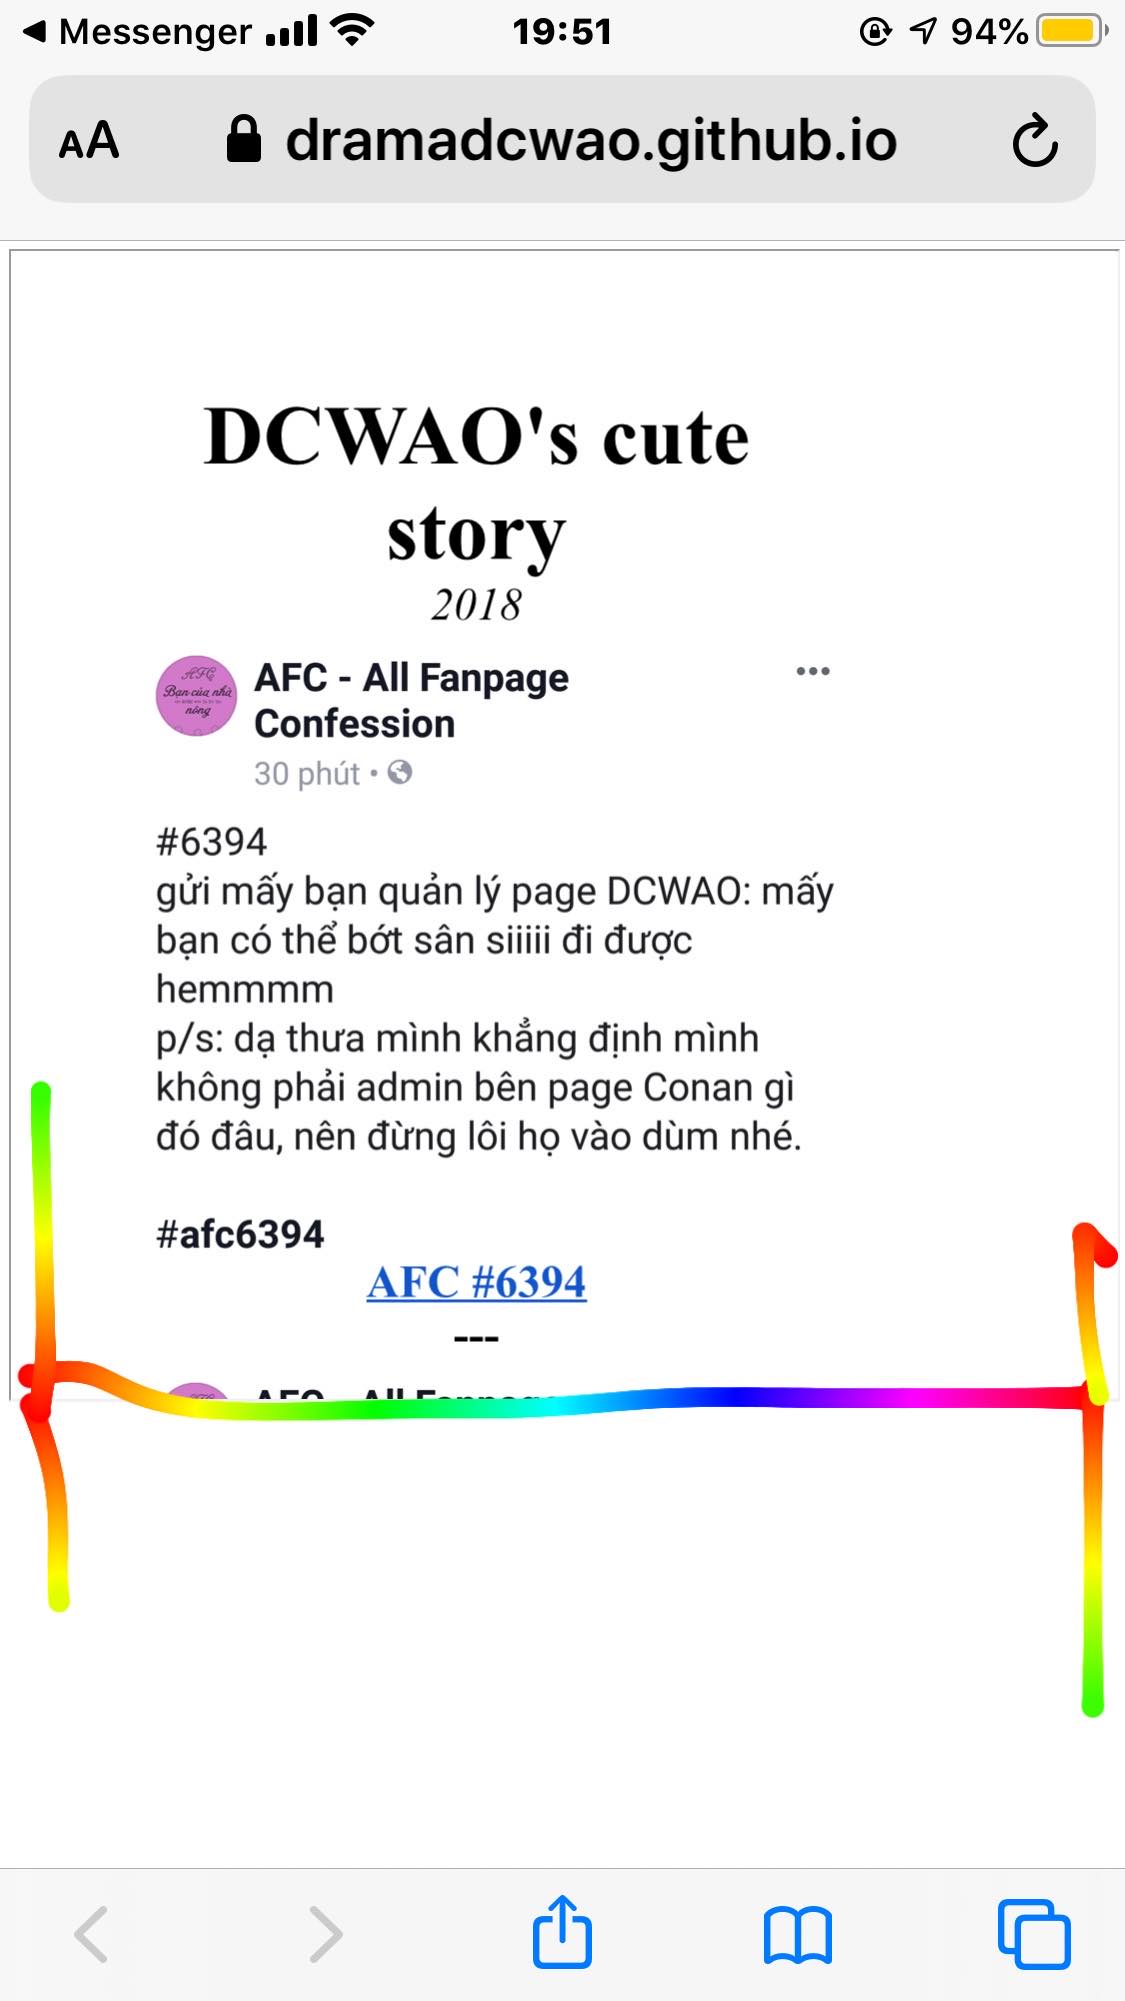 Messenger
19:51
94%
AA
dramadcwao.github.io
DCWAO's cute
story
2018
AFC
Bạn của nhà
nông
AFC - All Fanpage
Confession
30 phút •
#6394
gửi mấy bạn quản lý page DCWAO: mấy
bạn có thể bớt sân siiiii đi được
hemmmm
p/s: dạ thưa mình khẳng định mình
không phải admin bên page Conan gì
đó đâu, nên đừng lôi họ vào dùm nhé.
#afc6394
AFC #6394
---
AFC - All Fanpage